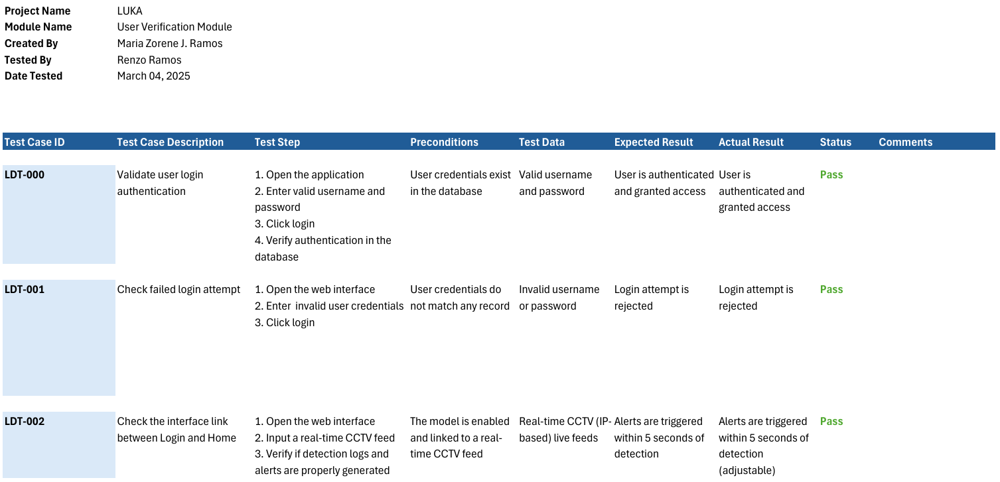 Project Name LUKA
Module Name User Verification Module
Created By Maria Zorene J. Ramos
Tested By Renzo Ramos
Date Tested March 04, 2025
Test Case ID Test Case Description Test Step Preconditions Test Data Expected Result Actual Result Status Comments
LDT-000 Validate user login 1. Open the application User credentials exist Valid username User is authenticated User is Pass
authentication 2. Enter valid username and in the database and password and granted access authenticated and
password granted access
3. Click login
4. Verify authentication in the
database
LDT-001 Check failed login attempt 1. Open the web interface User credentials do Invalid username Login attempt is Login attempt is Pass
2. Enter  invalid user credentials not match any record or password rejected rejected
3. Click login
LDT-002 Check the interface link 1. Open the web interface The model is enabled Real-time CCTV (IP- Alerts are triggered Alerts are triggered Pass
between Login and Home 2. Input a real-time CCTV feed and linked to a real- based) live feeds within 5 seconds of within 5 seconds of
3. Verify if detection logs and time CCTV feed detection detection
alerts are properly generated (adjustable)